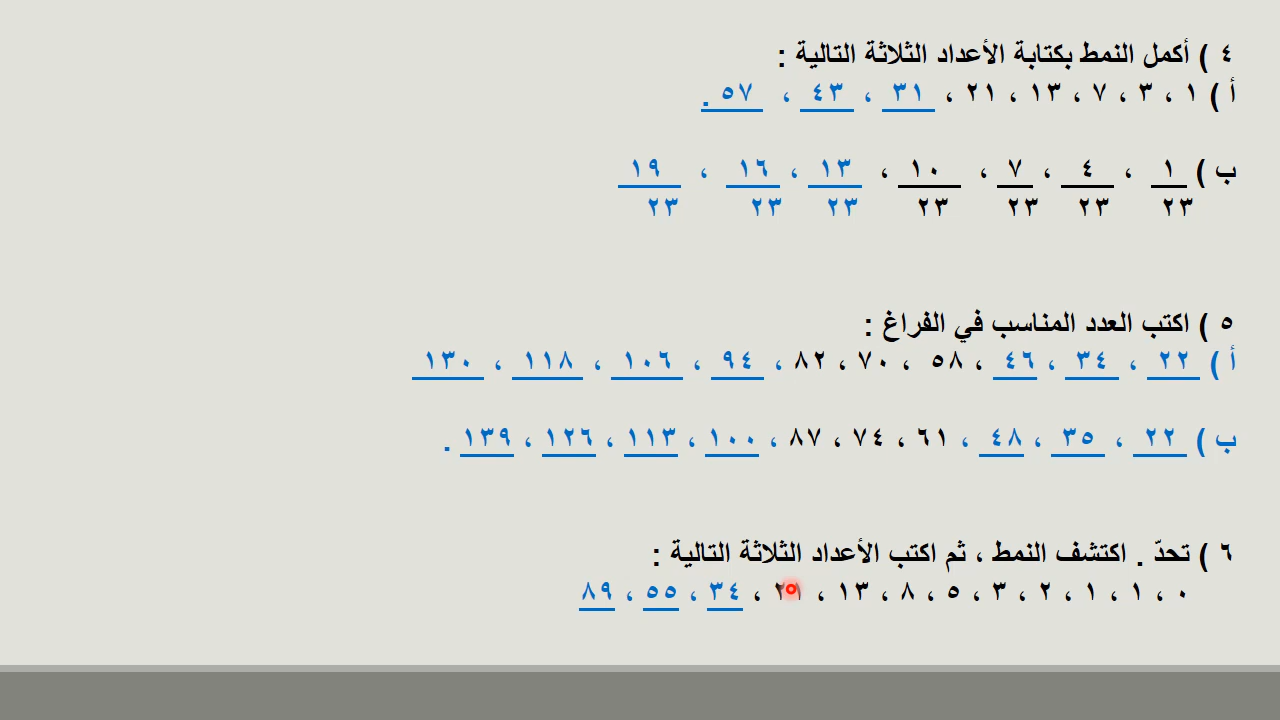 ٤ ) أكمل النمط بكتابة الأعداد الثلاثة التالية :
أ ) ١ ، ٣ ، ٧ ، ١٣ ، ٢١ ، ٣١ ، ٤٣ ، ٥٧ .
ب ) ١ ، ٤ ، ٧ ، ١٠ ، ١٣ ، ١٦ ، ١٩
٢٣ ٢٣ ٢٣ ٢٣ ٢٣ ٢٣ ٢٣
٥ ) اكتب العدد المناسب في الفراغ :
أ ) ٢٢ ، ٣٤ ، ٤٦ ، ٥٨ ، ٧٠ ، ٨٢ ، ٩٤ ، ١٠٦ ، ١١٨ ، ١٣٠
ب ) ٢٢ ، ٣٥ ، ٤٨ ، ٦١ ، ٧٤ ، ٨٧ ، ١٠٠ ، ١١٣ ، ١٢٦ ، ١٣٩ .
٦ ) تحدّ . اكتشف النمط ، ثم اكتب الأعداد الثلاثة التالية :
٠ ، ١ ، ١ ، ٢ ، ٣ ، ٥ ، ٨ ، ١٣ ، ٢١ ، ٣٤ ، ٥٥ ، ٨٩